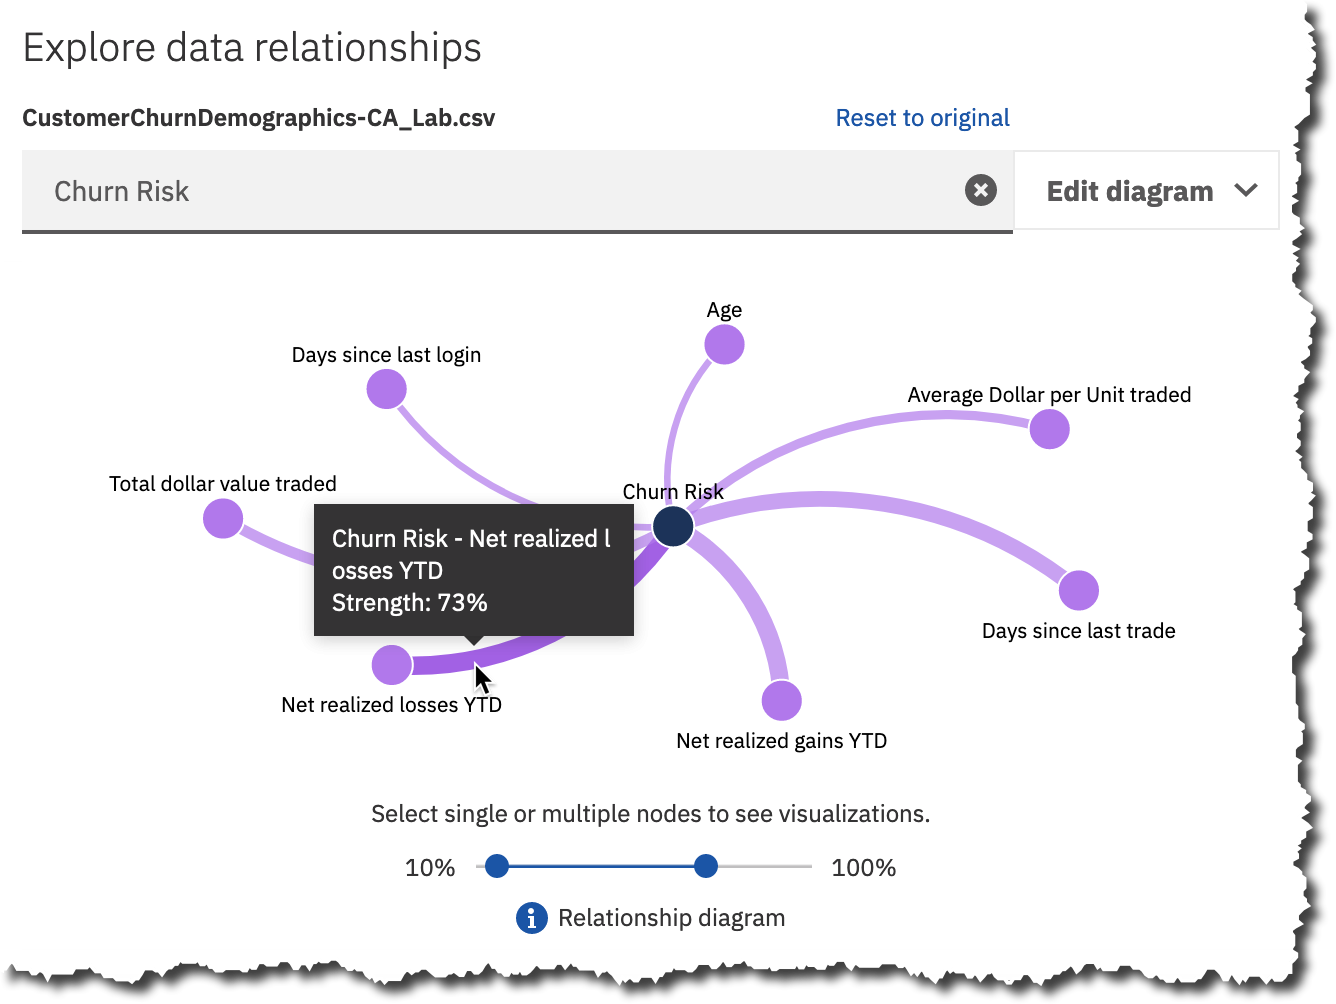 Explore data relationships
CustomerChurnDemographics-CA_Lab.csv
Reset to original
Churn Risk
Edit diagram
Age
Days since last login
Average Dollar per Unit traded
Total dollar value traded
Churn Risk
Churn Risk - Net realized l
osses YTD
Strength: 73%
Days since last trade
Net realized losses YTD
Net realized gains YTD
Select single or multiple nodes to see visualizations.
10%
100%
Relationship diagram